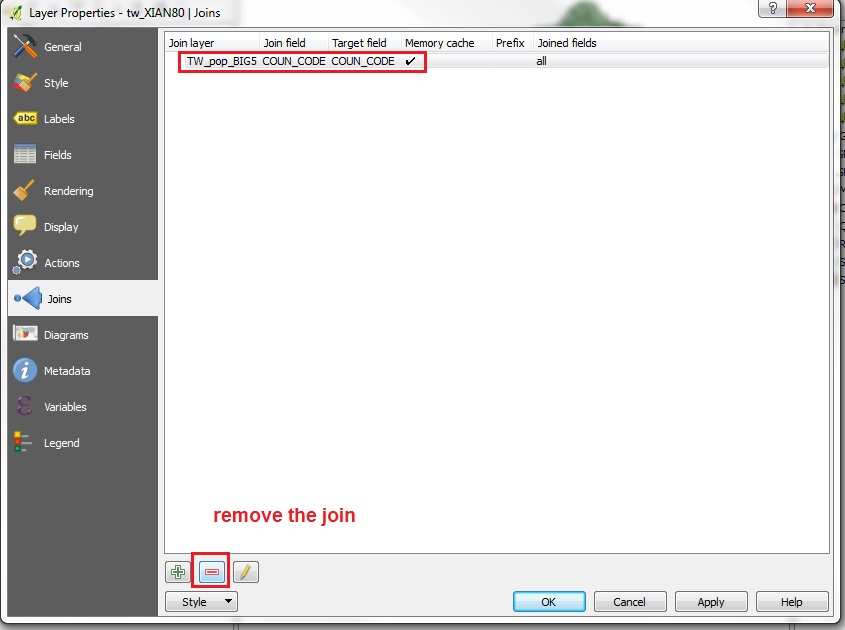 Layer Properties - tw_XIAN80 | Joins
?
General
Style
abc Labels
Fields
Rendering
Display
Actions
Joins
Diagrams
Metadata
Variables
Legend
Join layer Join field Target field Memory cache Prefix Joined fields
TW_pop_BIG5 COUN_CODE COUN_CODE ✔ all
remove the join
Style
OK Cancel Apply Help